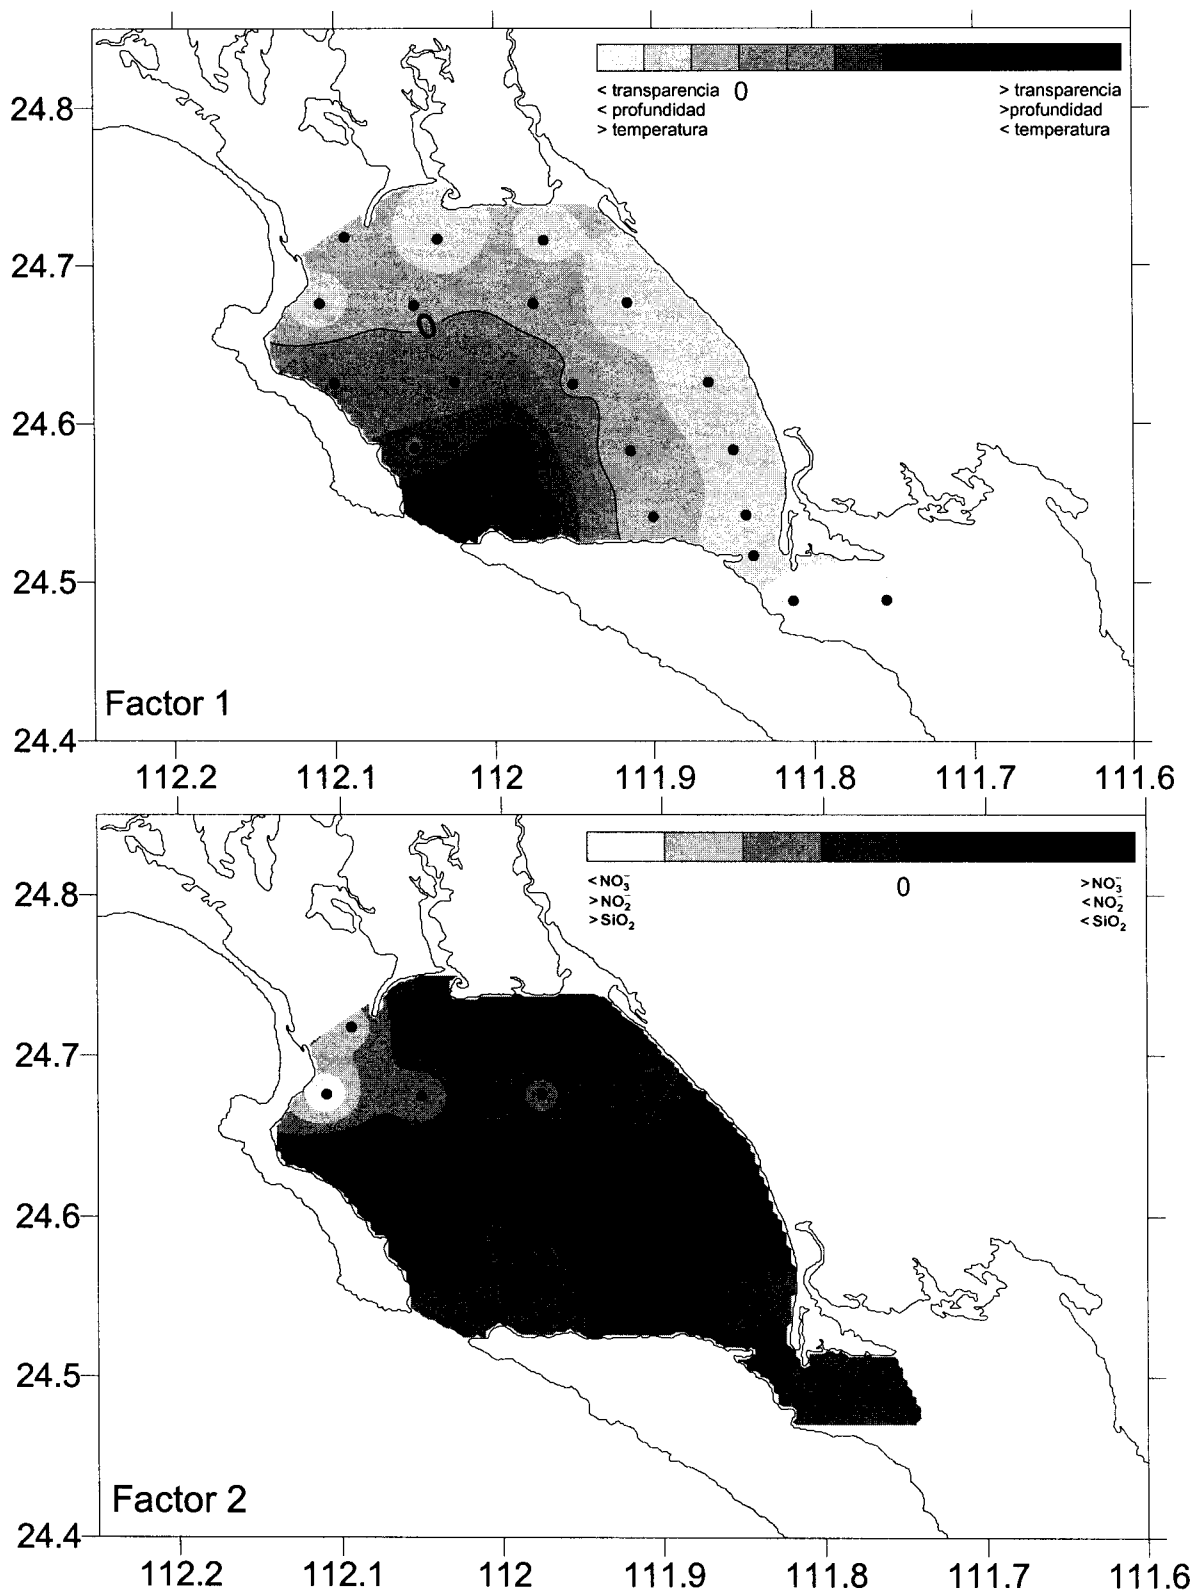 < transparencia 0 > transparencia
< profundidad >profundidad
> temperatura < temperatura
24.8
24.7
24.6
24.5
24.4
0
Factor 1
112.2 112.1 112 111.9 111.8 111.7 111.6
<NO₃⁻ 0 >NO₃⁻
>NO₂⁻ <NO₂⁻
>SiO₂ <SiO₂
24.8
24.7
24.6
24.5
24.4
Factor 2
112.2 112.1 112 111.9 111.8 111.7 111.6